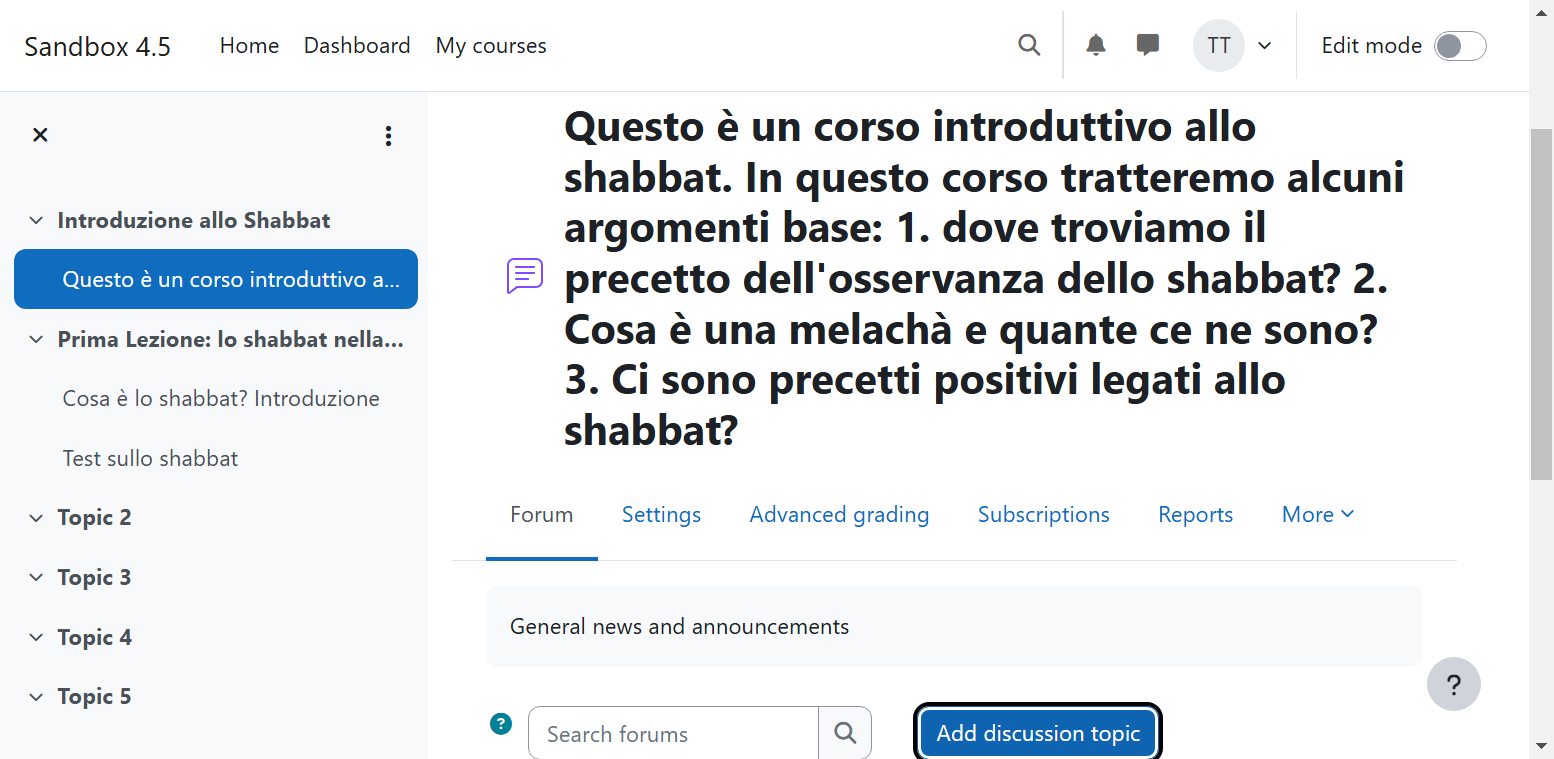 Sandbox 4.5 Home Dashboard My courses TT Edit mode
Introduzione allo Shabbat
Questo è un corso introduttivo a...
Prima Lezione: lo shabbat nella...
Cosa è lo shabbat? Introduzione
Test sullo shabbat
Topic 2
Topic 3
Topic 4
Topic 5
Questo è un corso introduttivo allo
shabbat. In questo corso tratteremo alcuni
argomenti base: 1. dove troviamo il
precetto dell'osservanza dello shabbat? 2.
Cosa è una melachà e quante ce ne sono?
3. Ci sono precetti positivi legati allo
shabbat?
Forum Settings Advanced grading Subscriptions Reports More
General news and announcements
? Search forums Add discussion topic
?